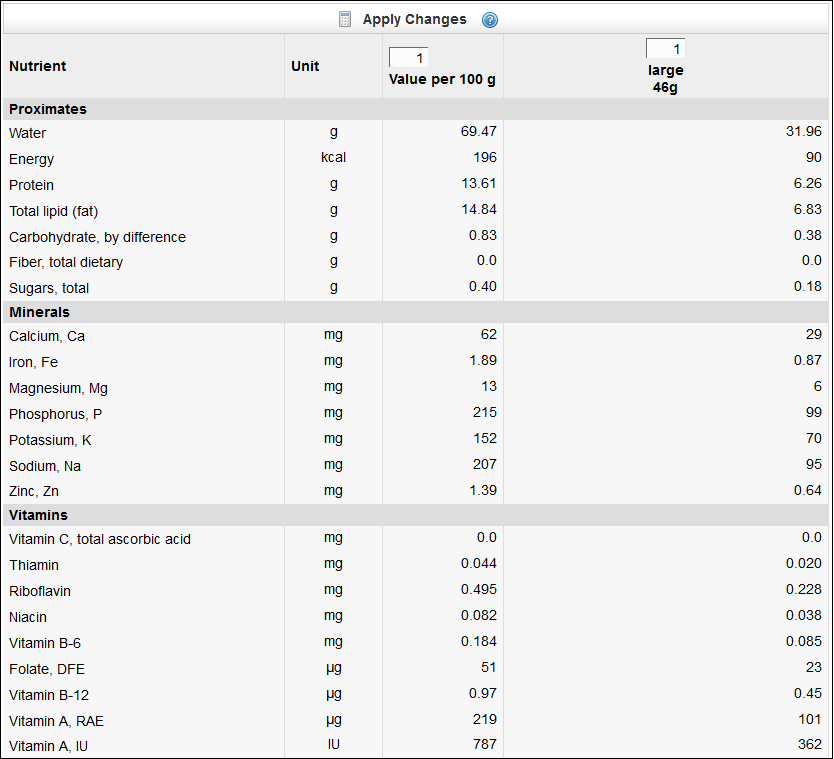 Apply Changes
Nutrient Unit 1 Value per 100 g 1 large 46g
Proximates
Water g 69.47 31.96
Energy kcal 196 90
Protein g 13.61 6.26
Total lipid (fat) g 14.84 6.83
Carbohydrate, by difference g 0.83 0.38
Fiber, total dietary g 0.0 0.0
Sugars, total g 0.40 0.18
Minerals
Calcium, Ca mg 62 29
Iron, Fe mg 1.89 0.87
Magnesium, Mg mg 13 6
Phosphorus, P mg 215 99
Potassium, K mg 152 70
Sodium, Na mg 207 95
Zinc, Zn mg 1.39 0.64
Vitamins
Vitamin C, total ascorbic acid mg 0.0 0.0
Thiamin mg 0.044 0.020
Riboflavin mg 0.495 0.228
Niacin mg 0.082 0.038
Vitamin B-6 mg 0.184 0.085
Folate, DFE µg 51 23
Vitamin B-12 µg 0.97 0.45
Vitamin A, RAE µg 219 101
Vitamin A, IU IU 787 362